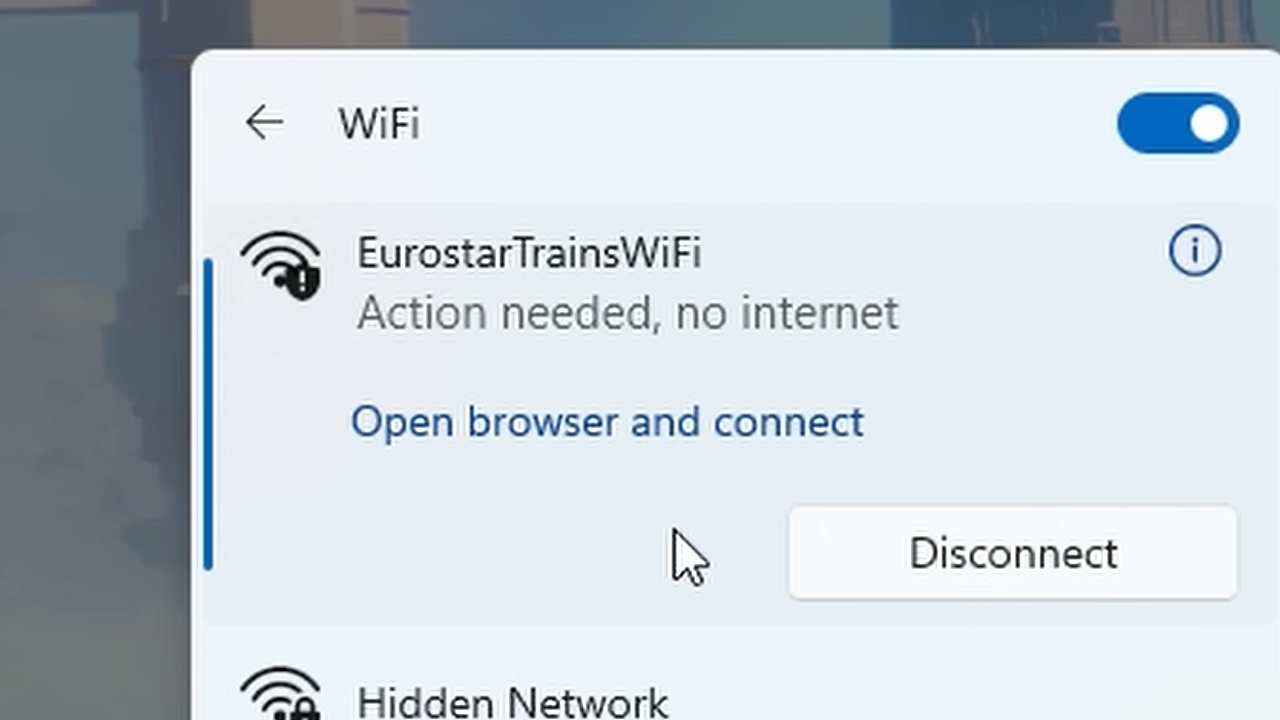 WiFi
EurostarTrainsWiFi
Action needed, no internet
Open browser and connect
Disconnect
Hidden Network